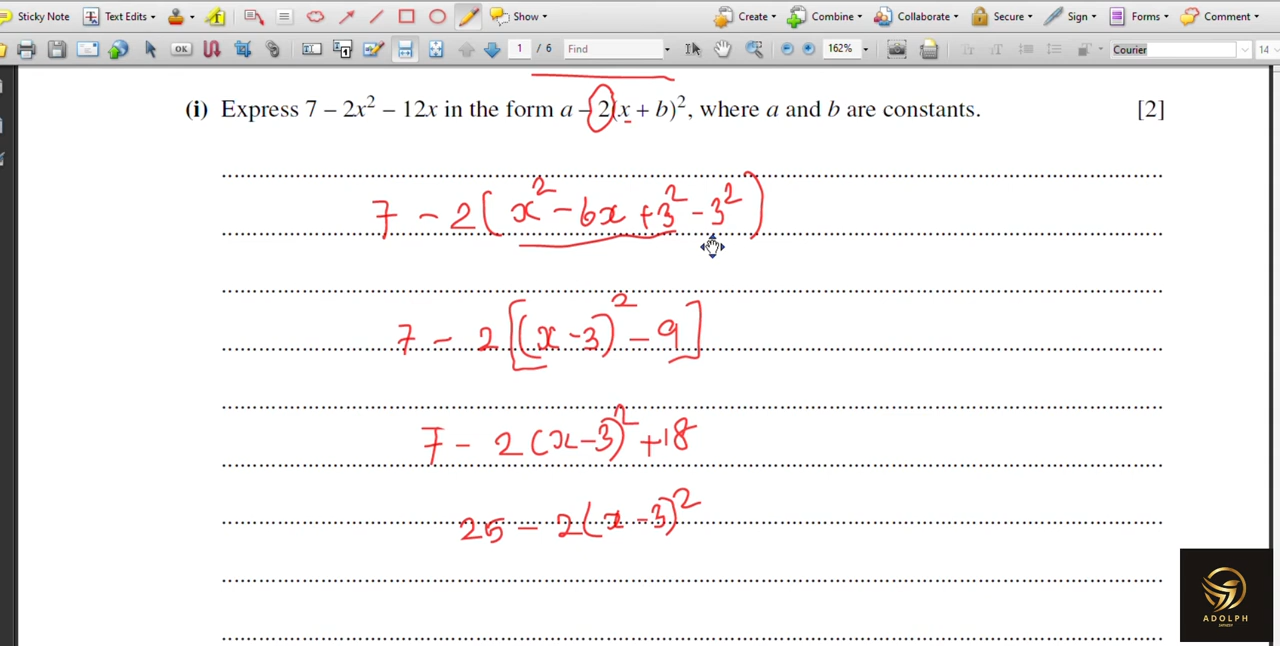 Sticky Note Text Edits Show Create Combine Collaborate Secure Sign Forms Comment
OK 1 / 6 Find 162% Tr T Courier 14
(i) Express 7 − 2x² − 12x in the form a − 2(x + b)², where a and b are constants. [2]
7 − 2 ( x² − 6x + 3² − 3² )
7 − 2 [ (x − 3)² − 9 ]
7 − 2 (x − 3)² + 18
25 − 2 (x − 3)²
ADOLPH